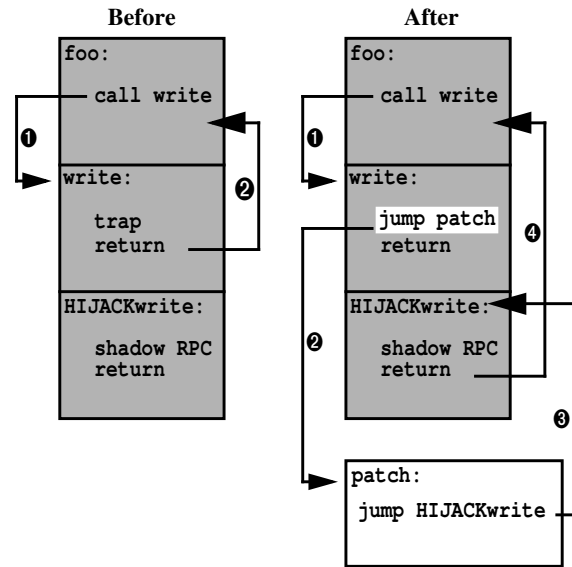 Before
foo:
call write
❶
❷
write:
trap
return
HIJACKwrite:
shadow RPC
return
After
foo:
call write
❶
write:
jump patch
return
❹
HIJACKwrite:
❷
shadow RPC
return
❸
patch:
jump HIJACKwrite